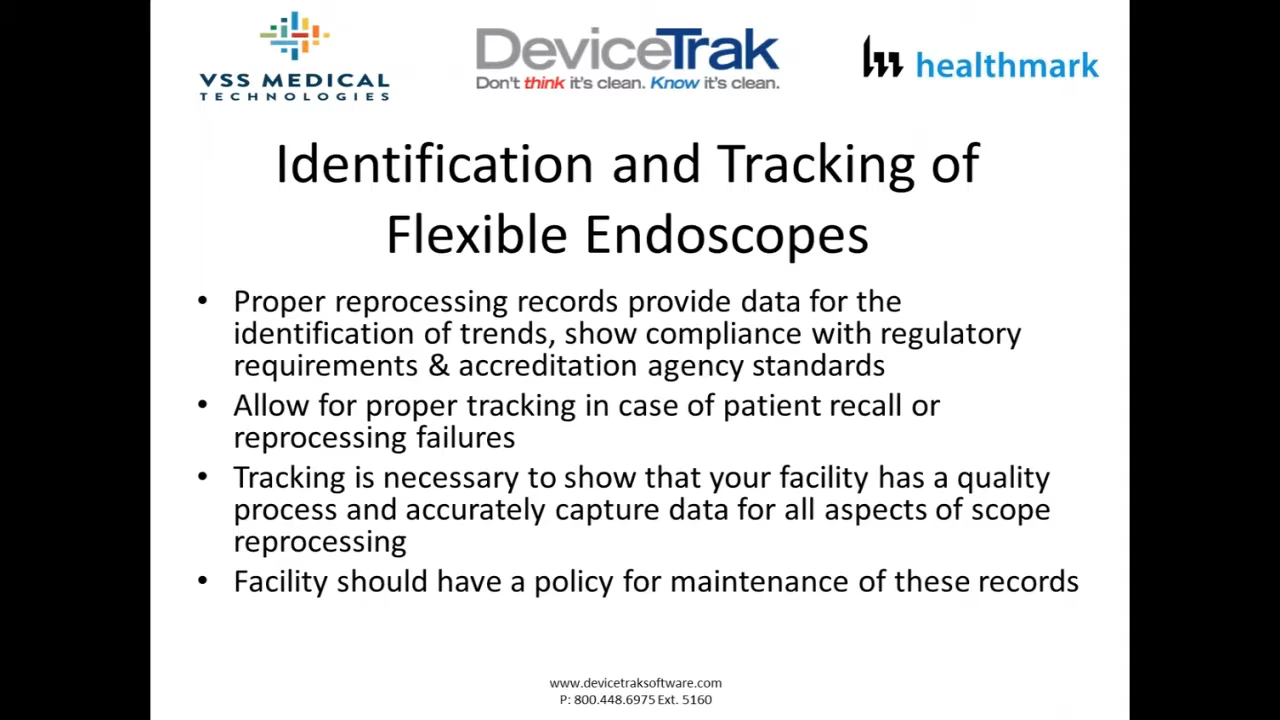 VSS MEDICAL
TECHNOLOGIES
DeviceTrak
Don't think it's clean. Know it's clean.
healthmark
Identification and Tracking of
Flexible Endoscopes
• Proper reprocessing records provide data for the
identification of trends, show compliance with regulatory
requirements & accreditation agency standards
• Allow for proper tracking in case of patient recall or
reprocessing failures
• Tracking is necessary to show that your facility has a quality
process and accurately capture data for all aspects of scope
reprocessing
• Facility should have a policy for maintenance of these records
www.devicetraksoftware.com
P: 800.448.6975 Ext. 5160